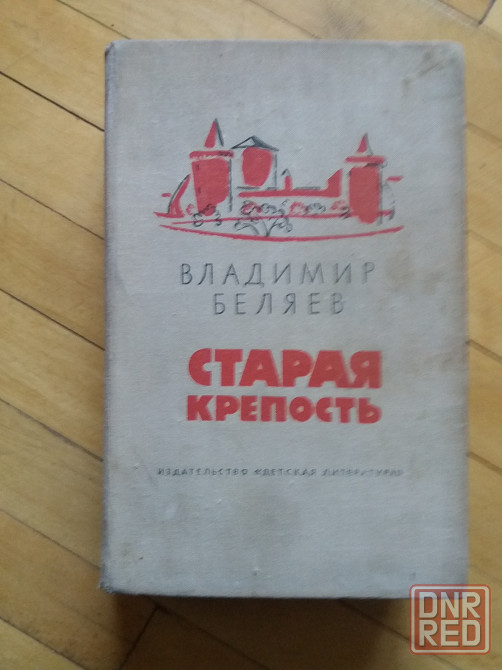 ВЛАДИМИР
БЕЛЯЕВ
СТАРАЯ
КРЕПОСТЬ
ИЗДАТЕЛЬСТВО «ДЕТСКАЯ ЛИТЕРАТУРА»
DNR
RED